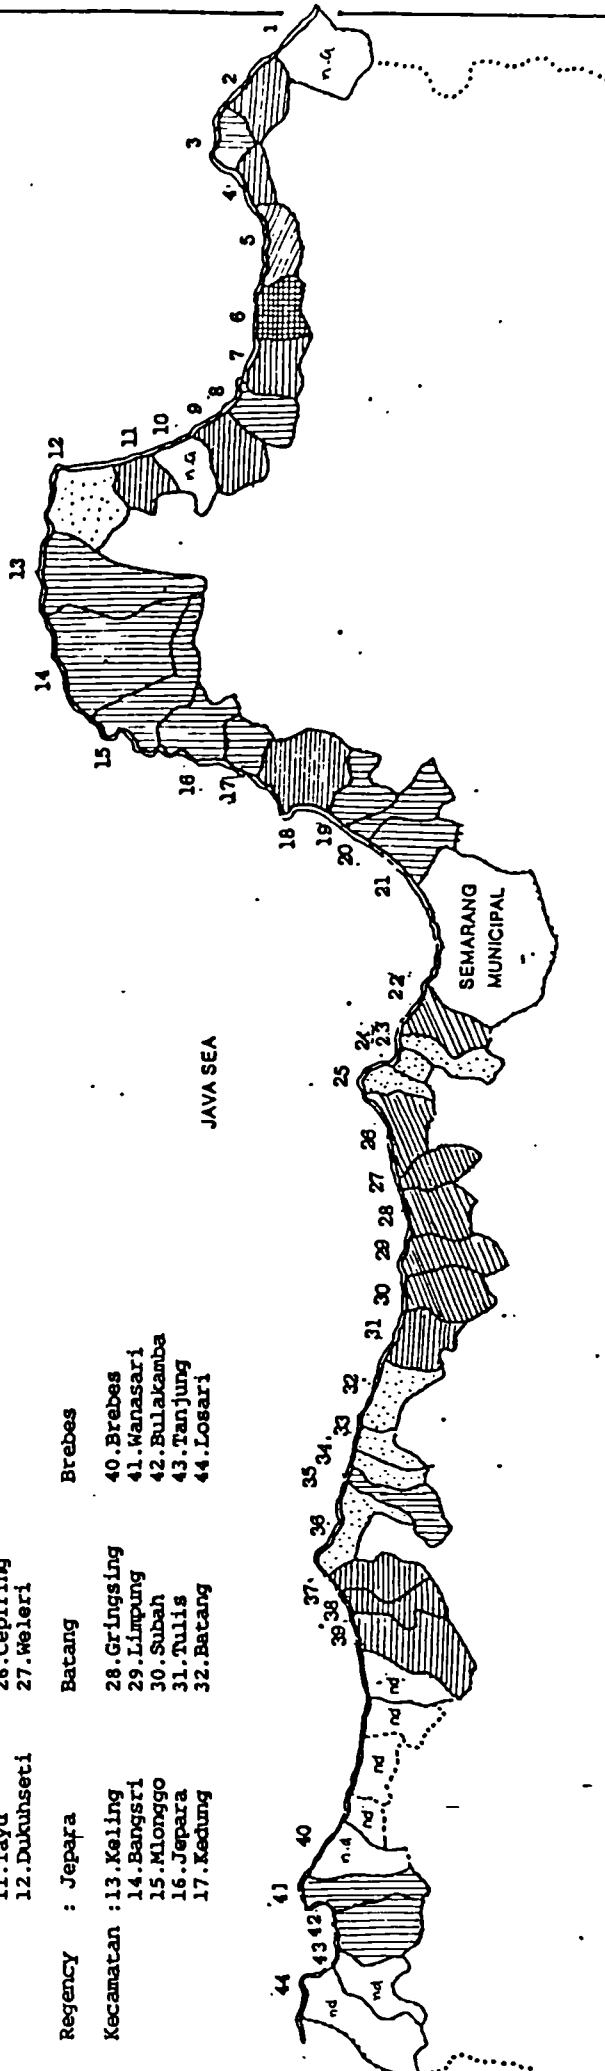 11.Tayu
12.Dukuhseti
Regency : Jepara
Kecamatan :13.Keling
14.Bangsri
15.Mlonggo
16.Jepara
17.Kedung
27.Weleri
Batang
28.Gringsing
29.Limpung
30.Subah
31.Tulis
32.Batang
Brebes
40.Brebes
41.Wanasari
42.Bulakamba
43.Tanjung
44.Losari
JAVA SEA
SEMARANG
MUNICIPAL
44
43
42
41
40
39
38
37
36
35
34
33
32
31
30
29
28
27
26
25
24
23
22
21
20
19
18
17
16
15
14
13
12
11
10
9
8
7
6
5
4
3
2
1
nd
nd
n.d
nd
nd
nd
nd
n.a
n.a